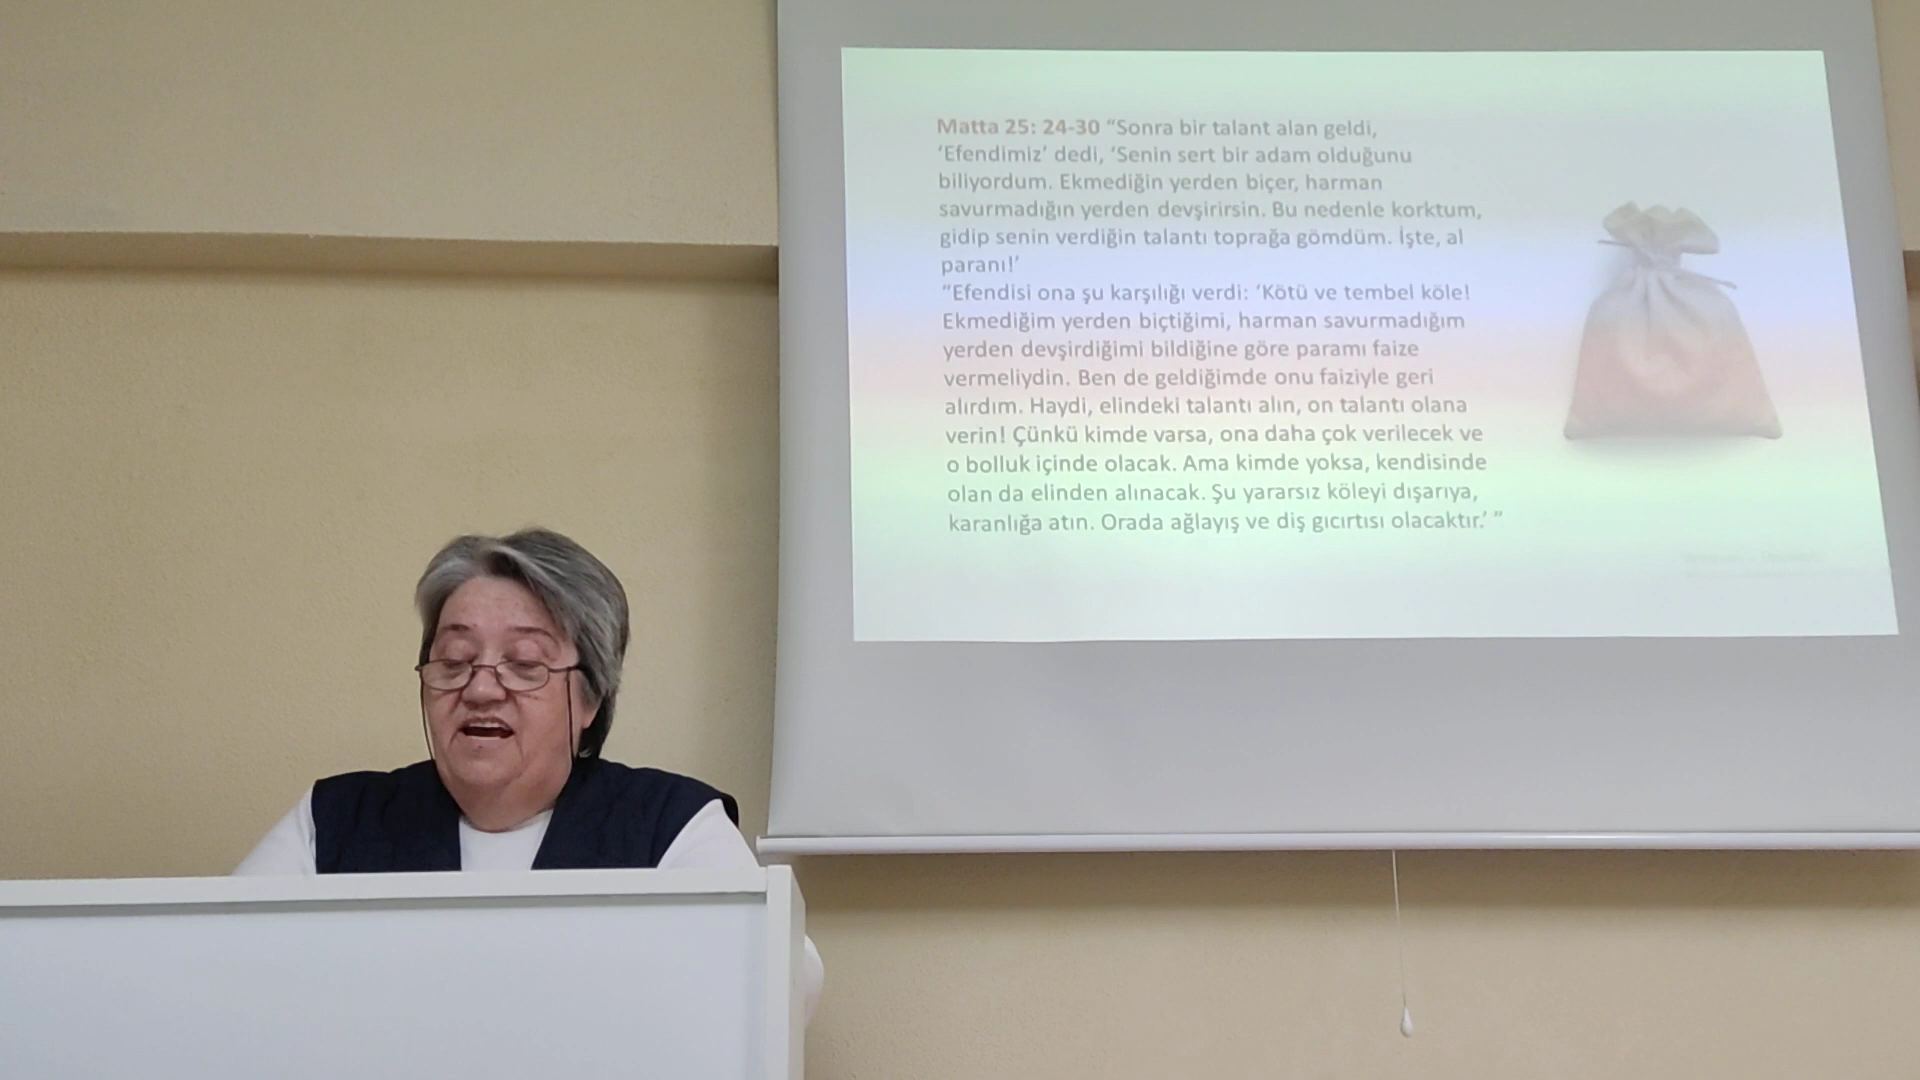 Matta 25: 24-30 “Sonra bir talant alan geldi,
‘Efendimiz’ dedi, ‘Senin sert bir adam olduğunu
biliyordum. Ekmediğin yerden biçer, harman
savurmadığın yerden devşirirsin. Bu nedenle korktum,
gidip senin verdiğin talantı toprağa gömdüm. İşte, al
paranı!’
“Efendisi ona şu karşılığı verdi: ‘Kötü ve tembel köle!
Ekmediğim yerden biçtiğimi, harman savurmadığım
yerden devşirdiğimi bildiğine göre paramı faize
vermeliydin. Ben de geldiğimde onu faiziyle geri
alırdım. Haydi, elindeki talantı alın, on talantı olana
verin! Çünkü kimde varsa, ona daha çok verilecek ve
o bolluk içinde olacak. Ama kimde yoksa, kendisinde
olan da elinden alınacak. Şu yararsız köleyi dışarıya,
karanlığa atın. Orada ağlayış ve diş gıcırtısı olacaktır.’ ”